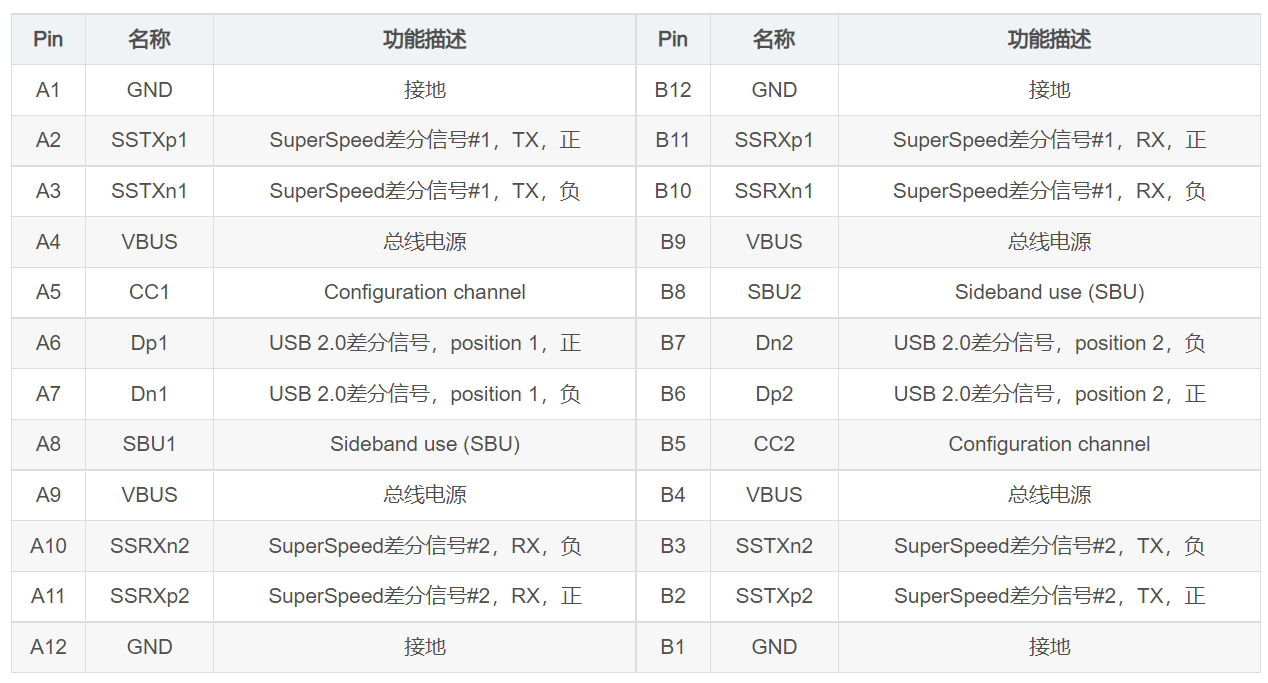 Pin 名称 功能描述 Pin 名称 功能描述
A1 GND 接地 B12 GND 接地
A2 SSTXp1 SuperSpeed差分信号#1，TX，正 B11 SSRXp1 SuperSpeed差分信号#1，RX，正
A3 SSTXn1 SuperSpeed差分信号#1，TX，负 B10 SSRXn1 SuperSpeed差分信号#1，RX，负
A4 VBUS 总线电源 B9 VBUS 总线电源
A5 CC1 Configuration channel B8 SBU2 Sideband use (SBU)
A6 Dp1 USB 2.0差分信号，position 1，正 B7 Dn2 USB 2.0差分信号，position 2，负
A7 Dn1 USB 2.0差分信号，position 1，负 B6 Dp2 USB 2.0差分信号，position 2，正
A8 SBU1 Sideband use (SBU) B5 CC2 Configuration channel
A9 VBUS 总线电源 B4 VBUS 总线电源
A10 SSRXn2 SuperSpeed差分信号#2，RX，负 B3 SSTXn2 SuperSpeed差分信号#2，TX，负
A11 SSRXp2 SuperSpeed差分信号#2，RX，正 B2 SSTXp2 SuperSpeed差分信号#2，TX，正
A12 GND 接地 B1 GND 接地